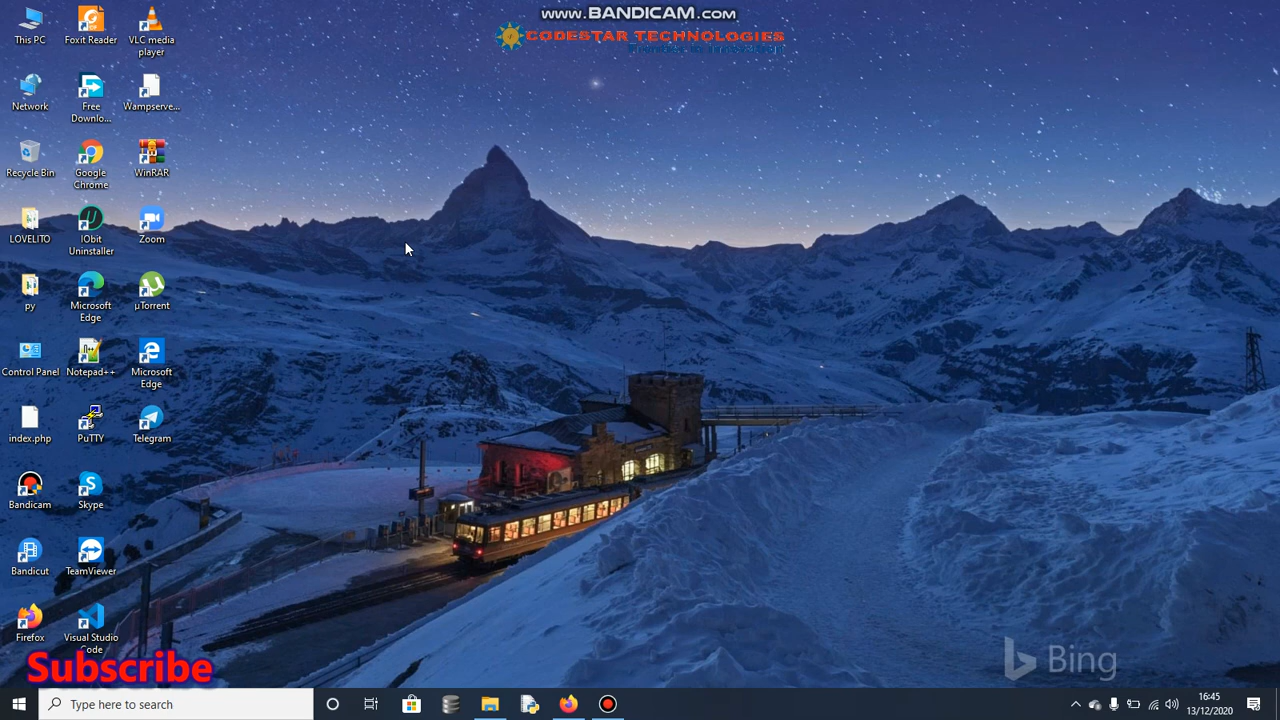 www.BANDICAM.com
CODESTAR TECHNOLOGIES
This PC
Foxit Reader
VLC media
player
Network
Free
Downlo...
Wampserve...
Recycle Bin
Google
Chrome
WinRAR
LOVELITO
IObit
Uninstaller
Zoom
py
Microsoft
Edge
µTorrent
Control Panel
Notepad++
Microsoft
Edge
index.php
PuTTY
Telegram
Bandicam
Skype
Bandicut
TeamViewer
Firefox
Visual Studio
Code
Subscribe
Bing
Type here to search
16:45
13/12/2020